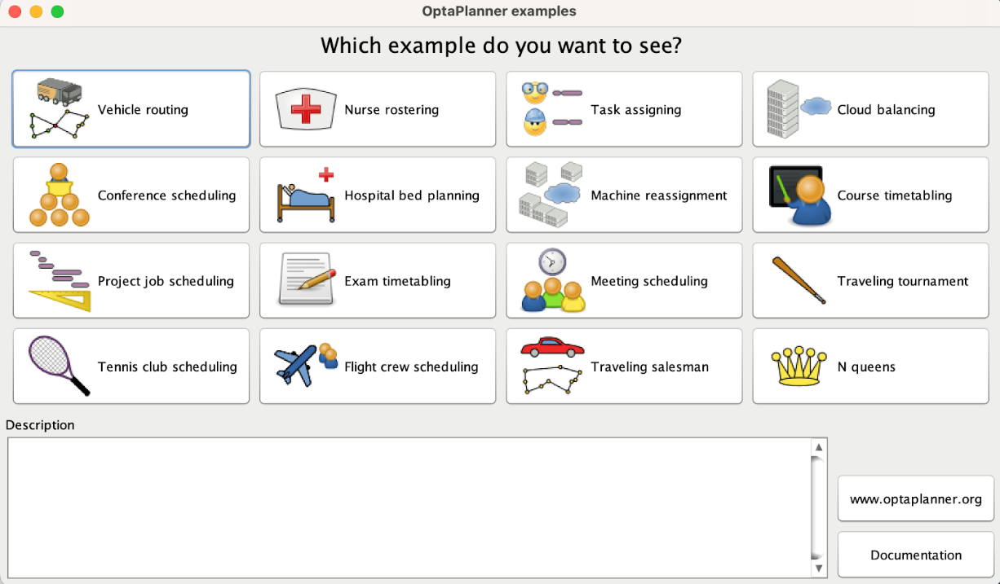 OptaPlanner examples
Which example do you want to see?
Vehicle routing
Nurse rostering
Task assigning
Cloud balancing
Conference scheduling
Hospital bed planning
Machine reassignment
Course timetabling
Project job scheduling
Exam timetabling
Meeting scheduling
Traveling tournament
Tennis club scheduling
Flight crew scheduling
Traveling salesman
N queens
Description
www.optaplanner.org
Documentation